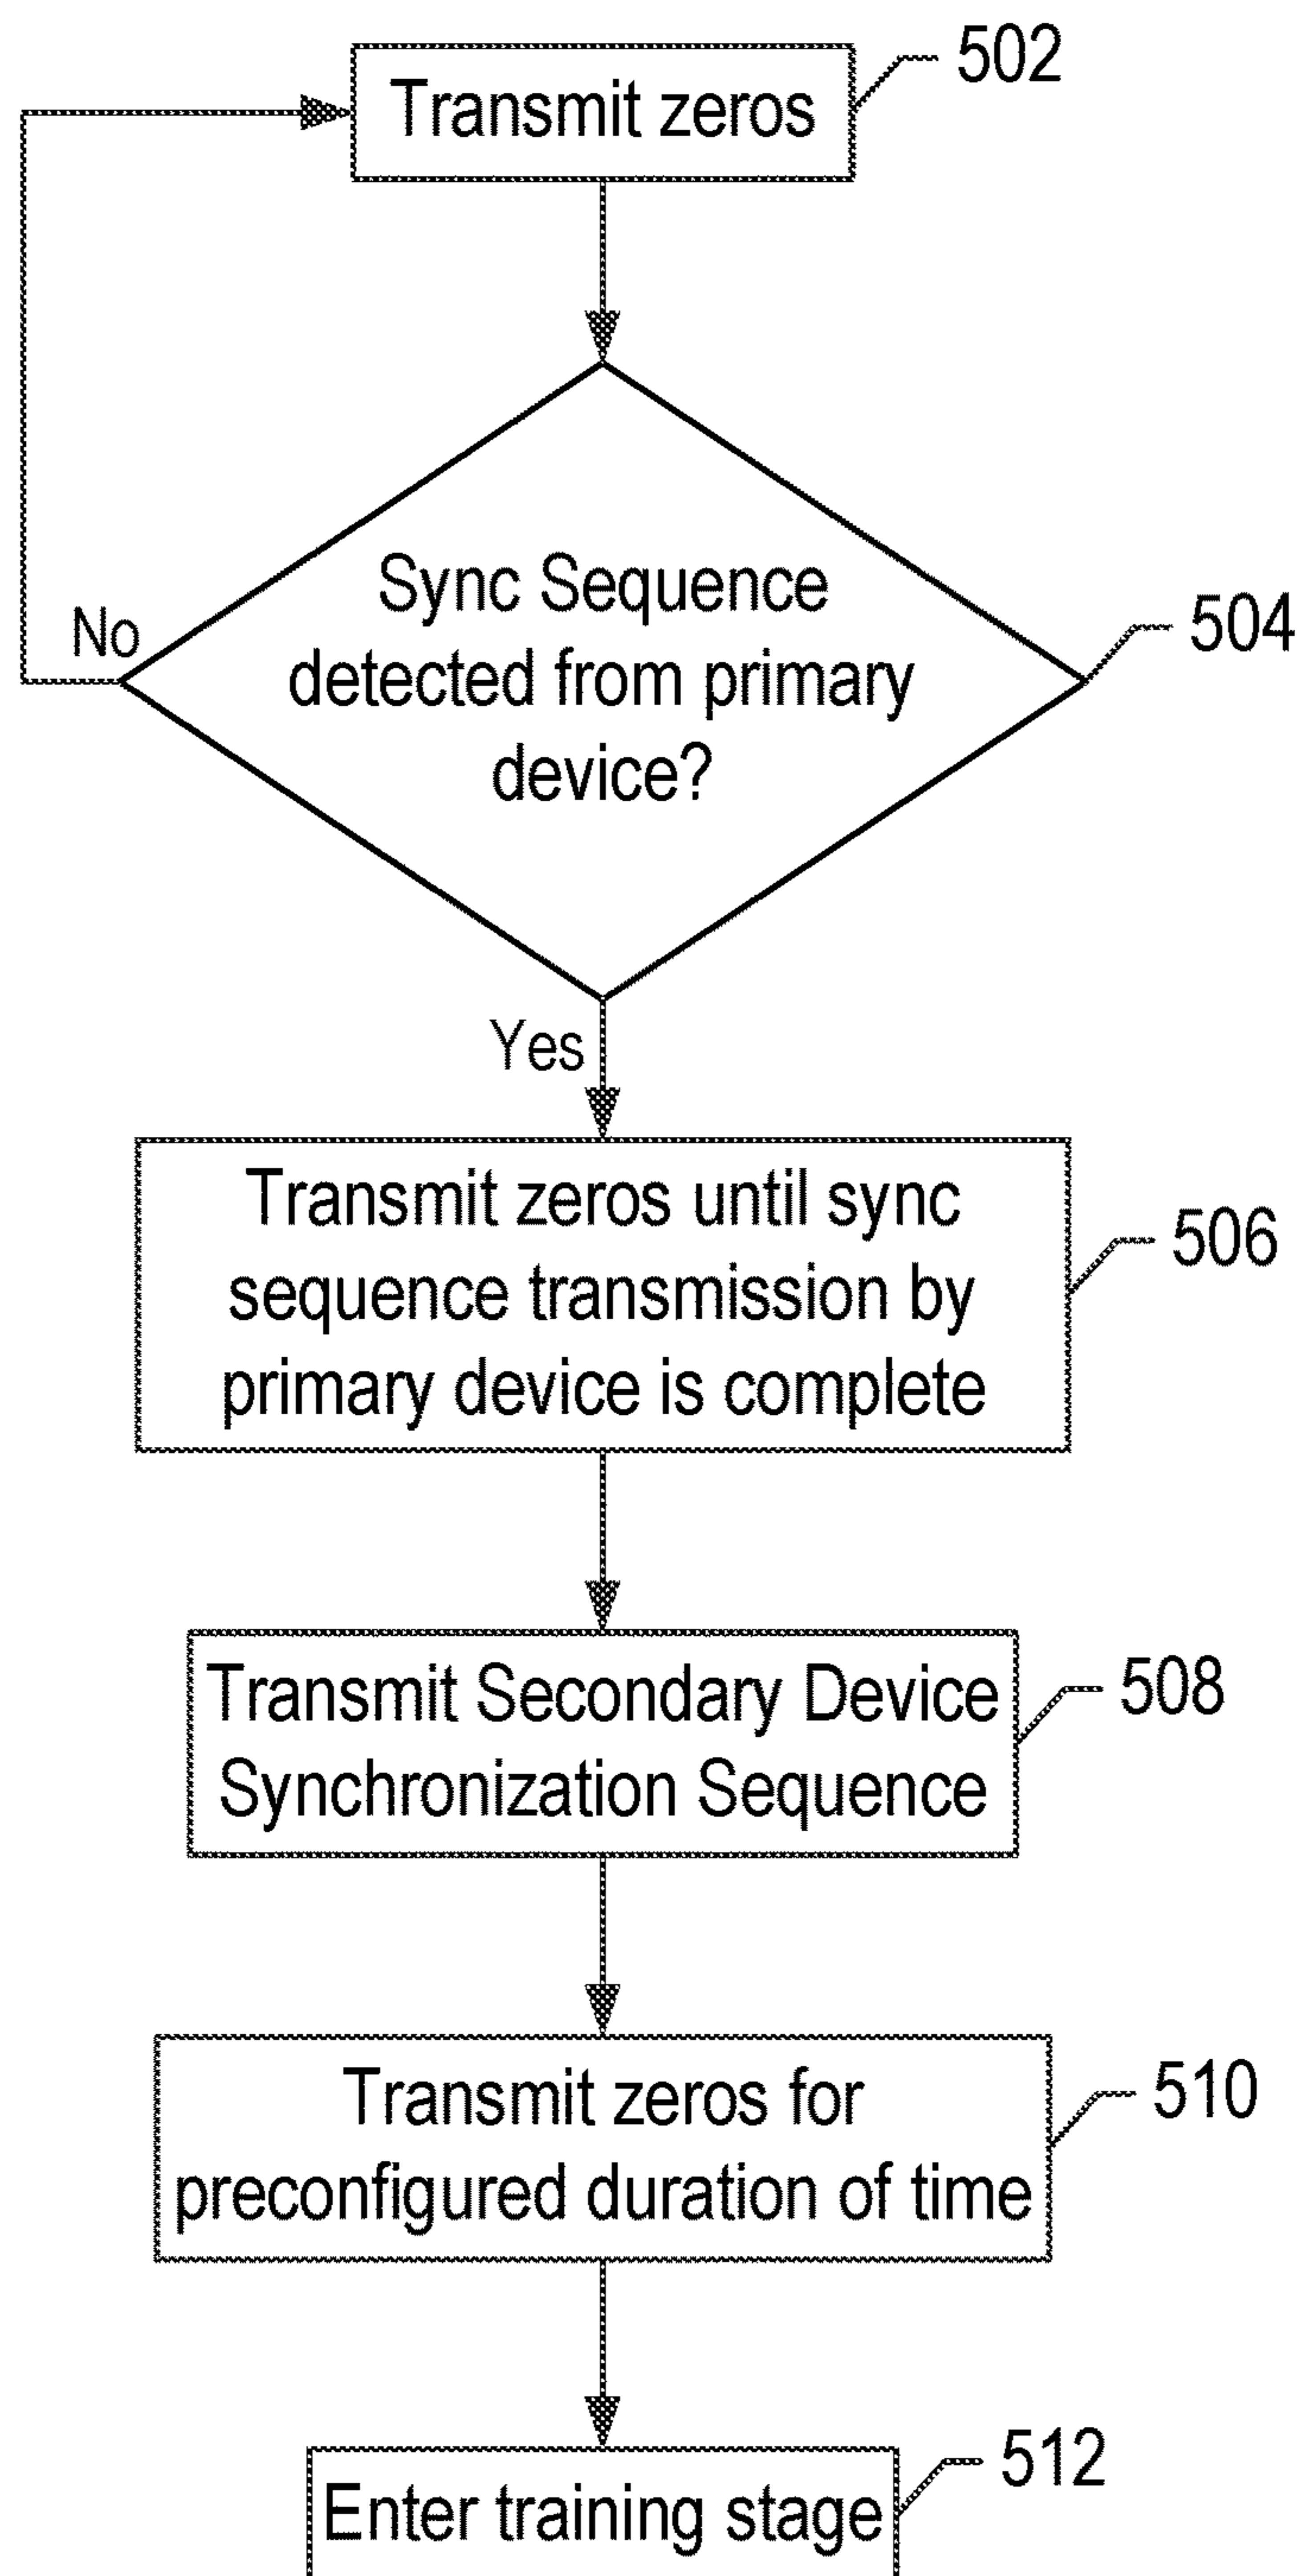 Transmit zeros
502
Sync Sequence
detected from primary
device?
504
No
Yes
Transmit zeros until sync
sequence transmission by
primary device is complete
506
Transmit Secondary Device
Synchronization Sequence
508
Transmit zeros for
preconfigured duration of time
510
Enter training stage
512